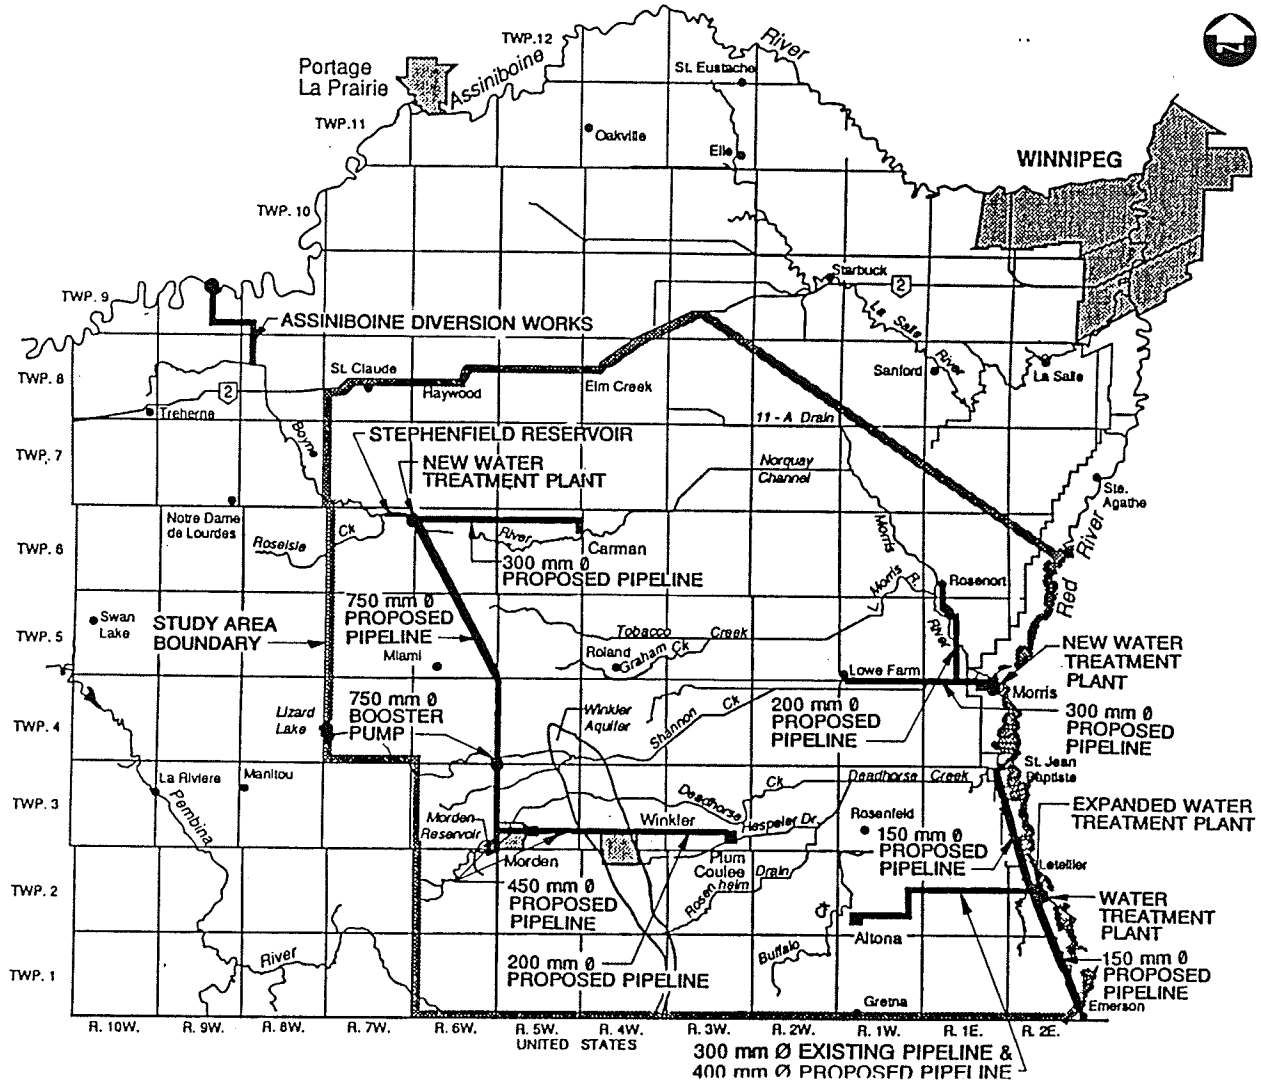 TWP. 12
River
Portage
La Prairie
Assiniboine
St. Eustache
TWP. 11
Oakville
Elie
WINNIPEG
TWP. 10
Starbuck
2
TWP. 9
ASSINIBOINE DIVERSION WORKS
La Salle
River
TWP. 8
St. Claude
Haywood
Elm Creek
Sanford
La Salle
2
Treherne
11 - A Drain
Boyne
STEPHENFIELD RESERVOIR
TWP. 7
NEW WATER
TREATMENT PLANT
Norquay
Channel
Ste.
Agathe
Notre Dame
de Lourdes
Roseisle
Ck
River
Carman
Morris
River
TWP. 6
300 mm Ø
PROPOSED PIPELINE
Rosenort
Morris R.
L.
Red
750 mm Ø
PROPOSED
PIPELINE
Swan
Lake
STUDY AREA
BOUNDARY
TWP. 5
Tobacco Creek
River
Roland
Graham Ck
Miami
NEW WATER
TREATMENT
PLANT
Lowe Farm
Morris
750 mm Ø
BOOSTER
PUMP
Lizard
Lake
Winkler
Aquifer
Shannon Ck
200 mm Ø
PROPOSED
PIPELINE
300 mm Ø
PROPOSED
PIPELINE
TWP. 4
St. Jean
Baptiste
La Riviere
Manitou
Deadhorse Creek
Ck
Deadhorse
TWP. 3
Pembina
Morden
Reservoir
Winkler
Hespeler Dr
Rosenfeld
EXPANDED WATER
TREATMENT PLANT
150 mm Ø
PROPOSED
PIPELINE
Morden
Plum
Coulee
Letellier
TWP. 2
450 mm Ø
PROPOSED
PIPELINE
Rosenheim Drain
WATER
TREATMENT
PLANT
Ck
Altona
River
Buffalo
200 mm Ø
PROPOSED PIPELINE
150 mm Ø
PROPOSED
PIPELINE
TWP. 1
Gretna
Emerson
R. 10W. R. 9W. R. 8W. R. 7W. R. 6W. R. 5W. R. 4W. R. 3W. R. 2W. R. 1W. R. 1E. R. 2E.
UNITED STATES
300 mm Ø EXISTING PIPELINE &
400 mm Ø PROPOSED PIPELINE